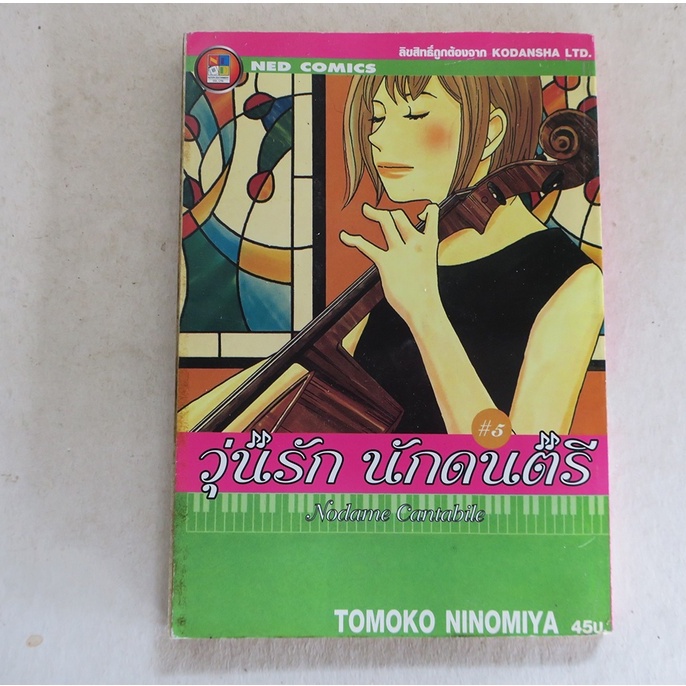 ลิขสิทธิ์ถูกต้องจาก KODANSHA LTD.
NED COMICS
#5
วุ่นรัก นักดนตรี
Nodame Cantabile
TOMOKO NINOMIYA 45บ.